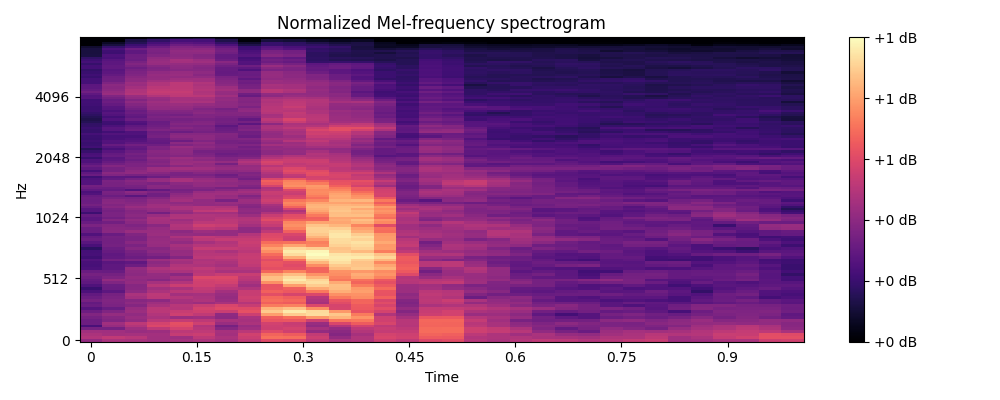 Normalized Mel-frequency spectrogram
Hz
4096
2048
1024
512
0
0 0.15 0.3 0.45 0.6 0.75 0.9
Time
+1 dB
+1 dB
+1 dB
+0 dB
+0 dB
+0 dB